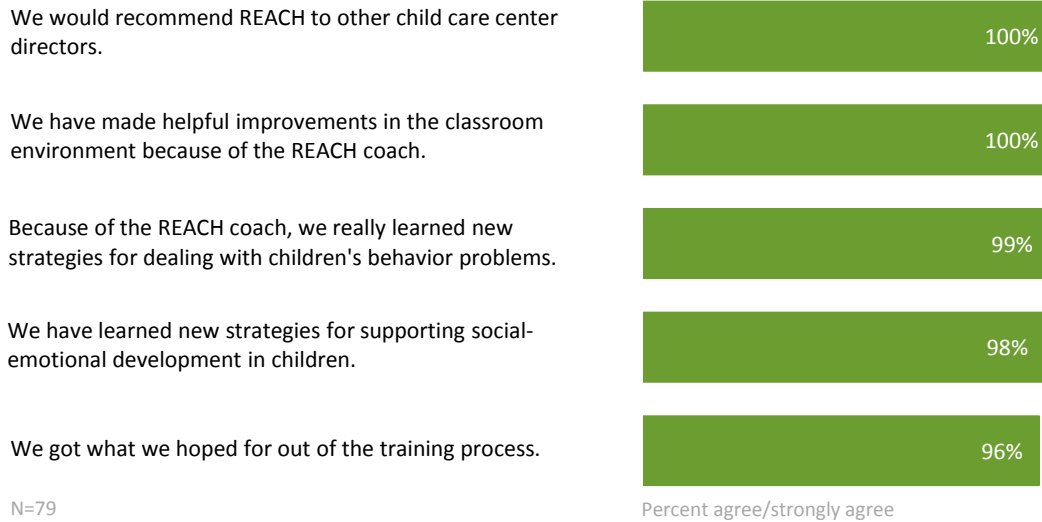 We would recommend REACH to other child care center
directors.
100%
We have made helpful improvements in the classroom
environment because of the REACH coach.
100%
Because of the REACH coach, we really learned new
strategies for dealing with children's behavior problems.
99%
We have learned new strategies for supporting social-
emotional development in children.
98%
We got what we hoped for out of the training process.
96%
N=79
Percent agree/strongly agree